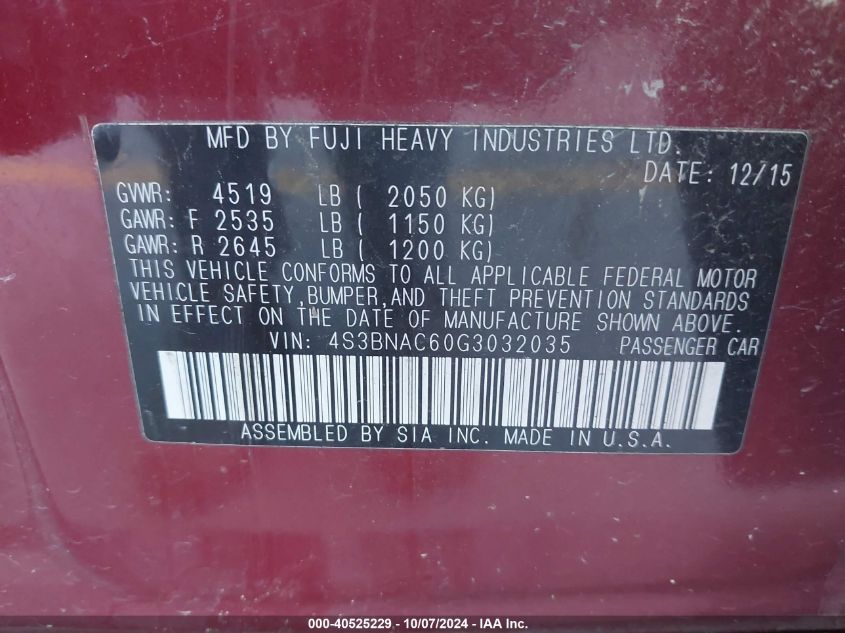 MFD BY FUJI HEAVY INDUSTRIES LTD.
DATE: 12/15
GVWR: 4519 LB ( 2050 KG)
GAWR: F 2535 LB ( 1150 KG)
GAWR: R 2645 LB ( 1200 KG)
THIS VEHICLE CONFORMS TO ALL APPLICABLE FEDERAL MOTOR
VEHICLE SAFETY,BUMPER,AND THEFT PREVENTION STANDARDS
IN EFFECT ON THE DATE OF MANUFACTURE SHOWN ABOVE.
VIN: 4S3BNAC60G3032035 PASSENGER CAR
ASSEMBLED BY SIA INC. MADE IN U.S.A.
000-40525229 - 10/07/2024 - IAA Inc.